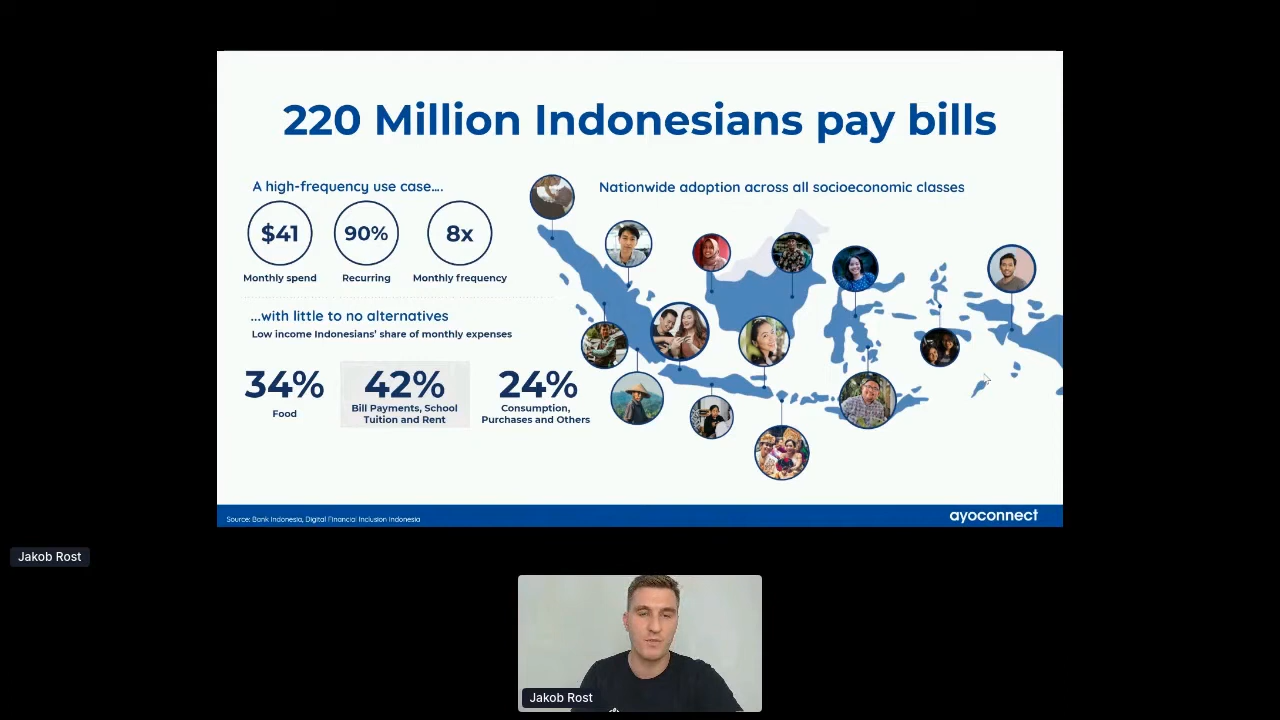 220 Million Indonesians pay bills
A high-frequency use case....
Nationwide adoption across all socioeconomic classes
$41
90%
8x
Monthly spend
Recurring
Monthly frequency
...with little to no alternatives
Low income Indonesians' share of monthly expenses
34%
Food
42%
Bill Payments, School
Tuition and Rent
24%
Consumption,
Purchases and Others
Source: Bank Indonesia, Digital Financial Inclusion Indonesia
ayoconnect
Jakob Rost
Jakob Rost